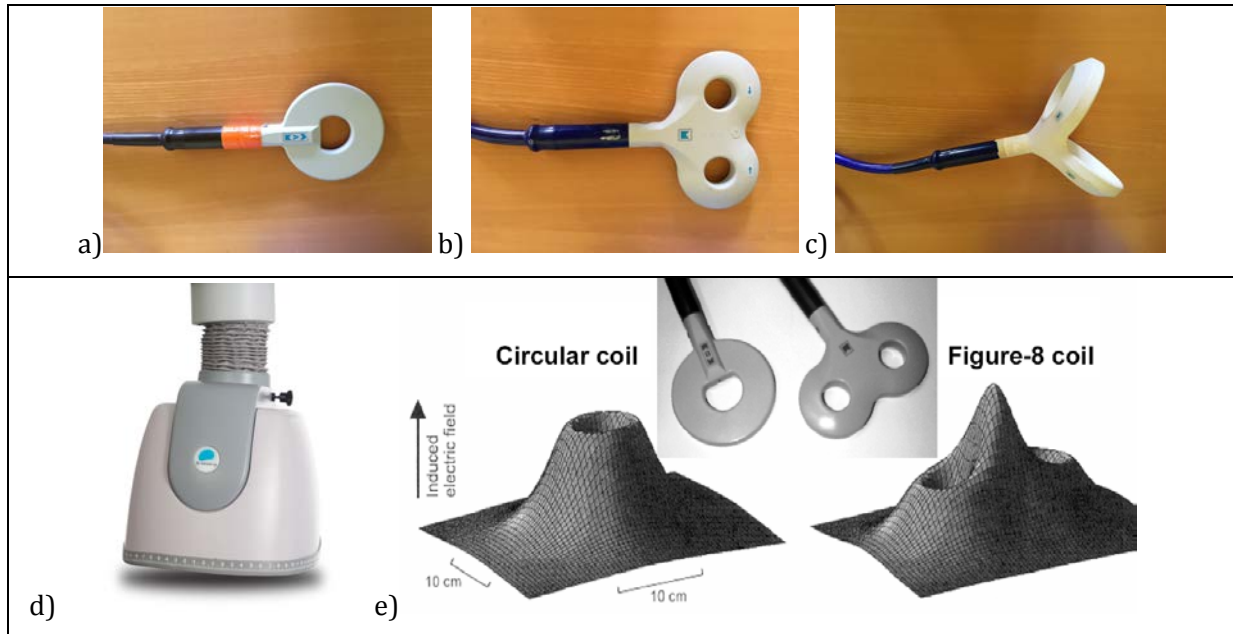 a)
b)
c)
d)
e)
Circular coil
Figure-8 coil
Induced
electric field
10 cm
10 cm